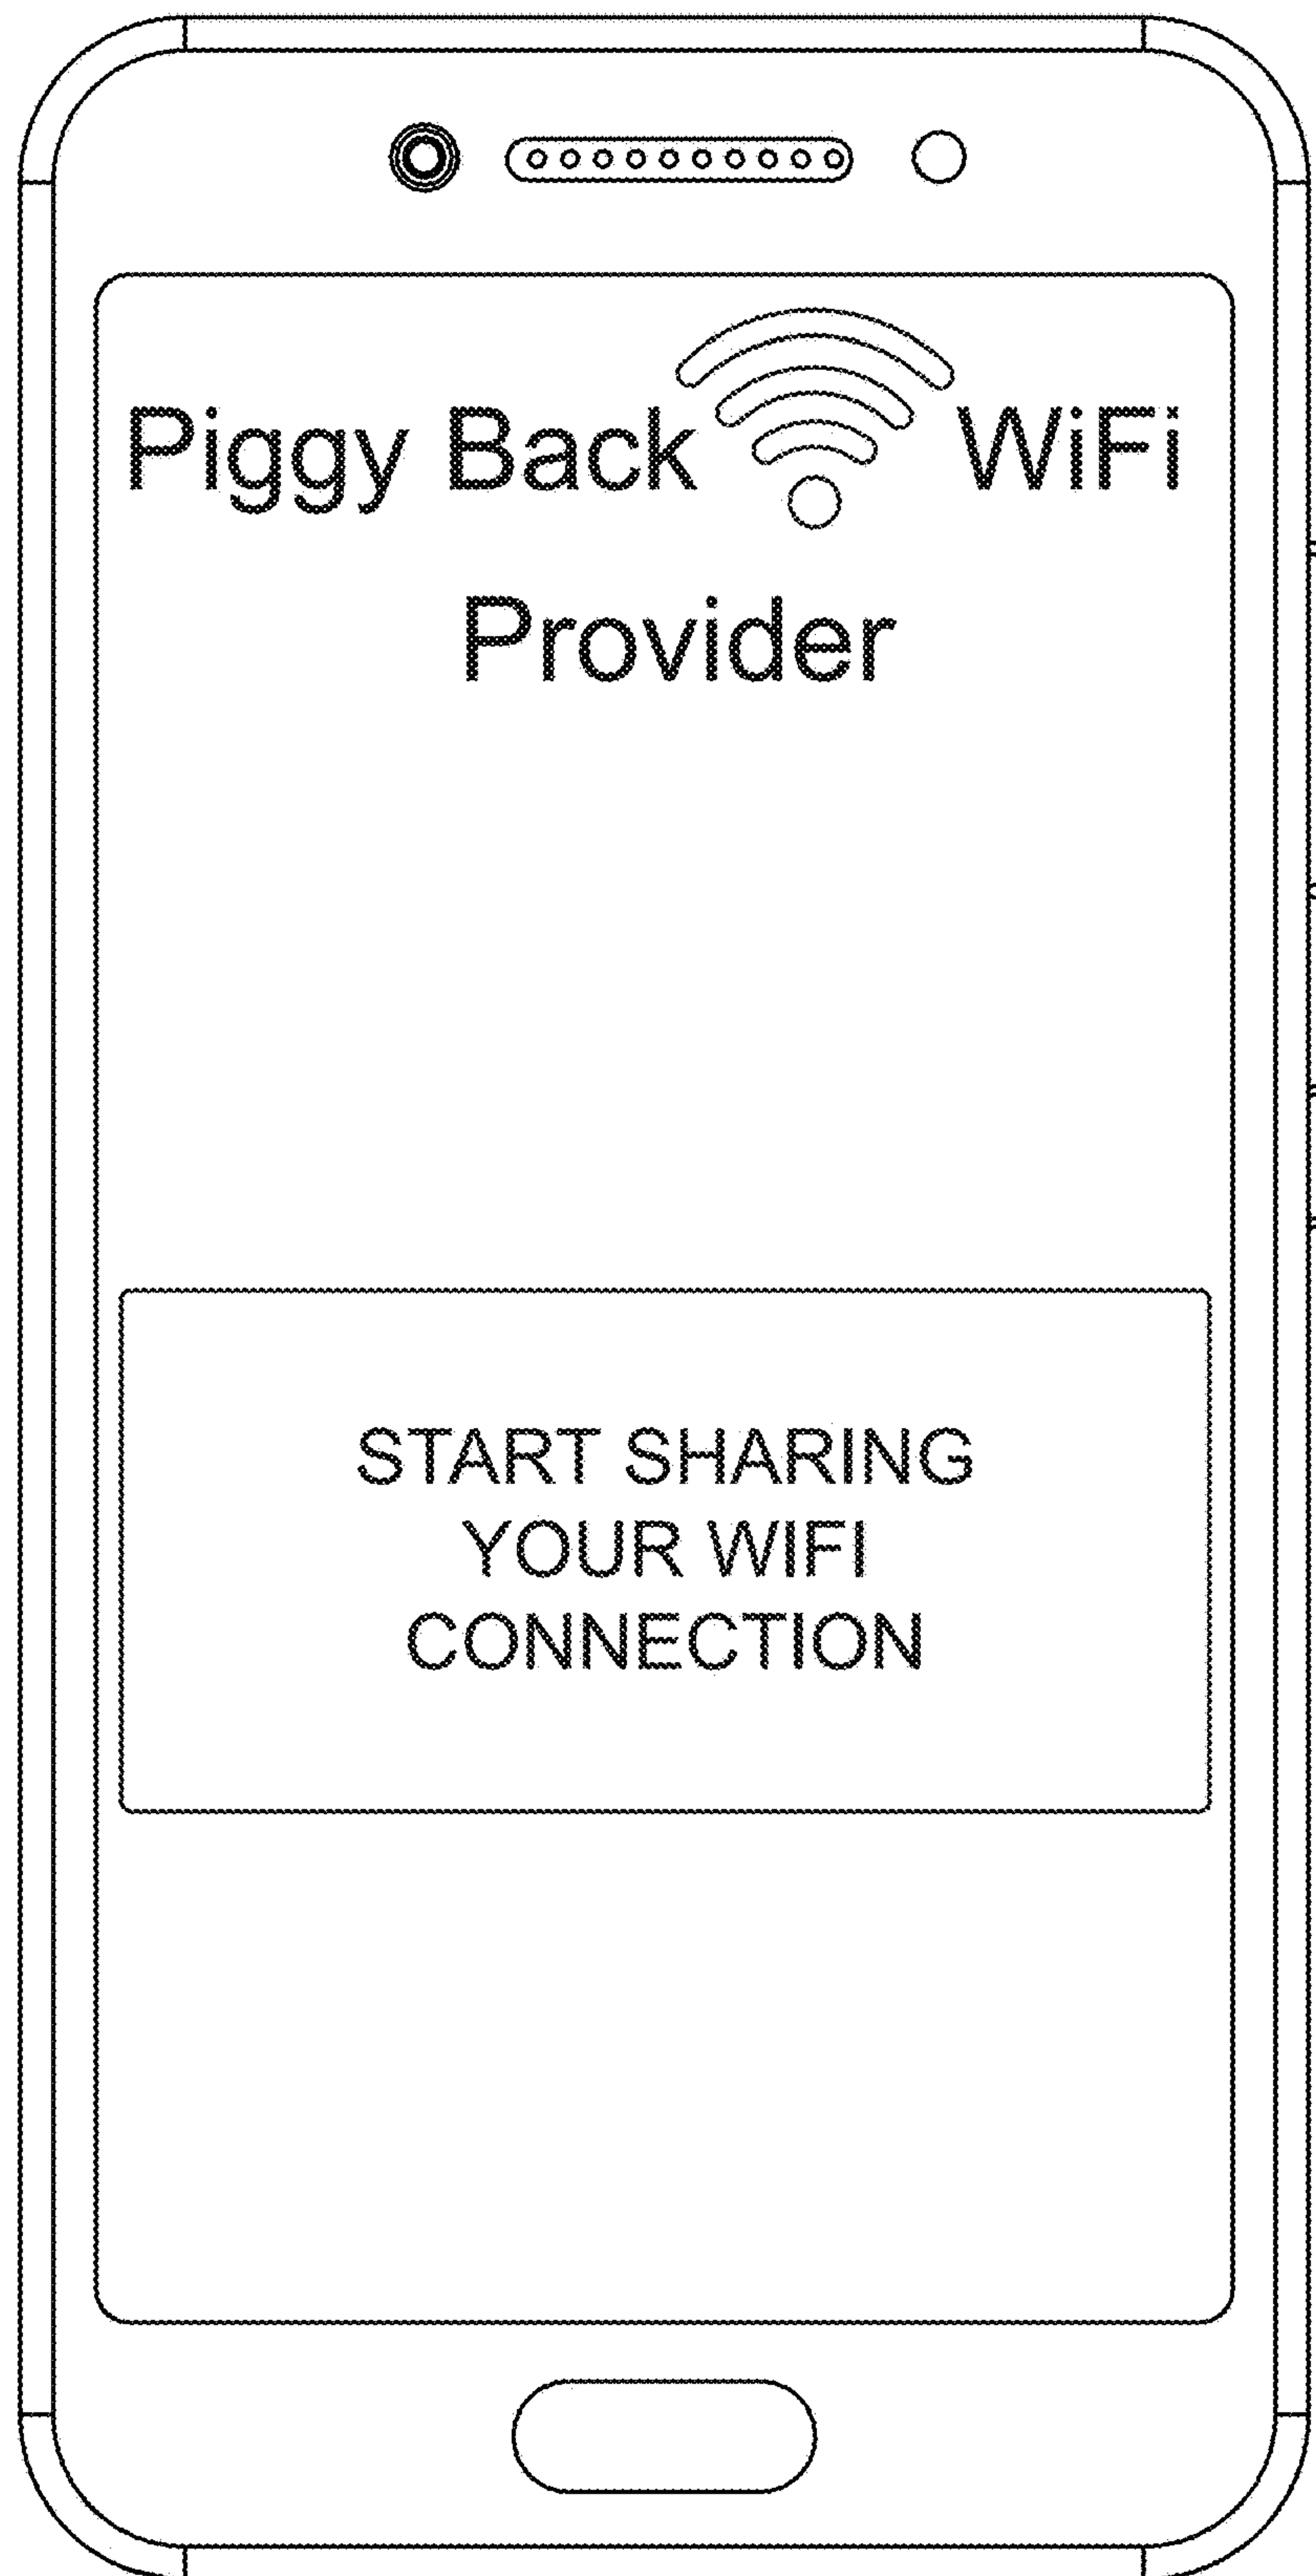 Piggy Back WiFi
Provider
START SHARING
YOUR WIFI
CONNECTION